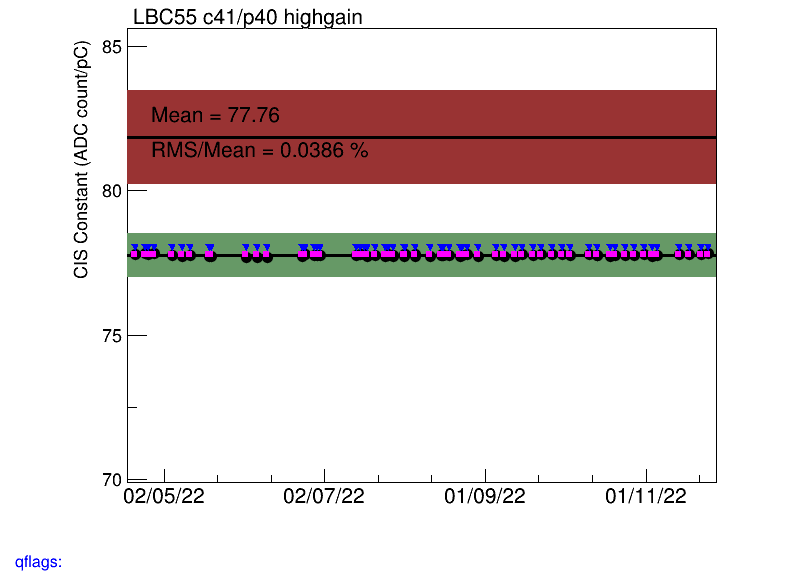 LBC55 c41/p40 highgain
CIS Constant (ADC count/pC)
85
80
75
70
Mean = 77.76
RMS/Mean = 0.0386 %
02/05/22
02/07/22
01/09/22
01/11/22
qflags: